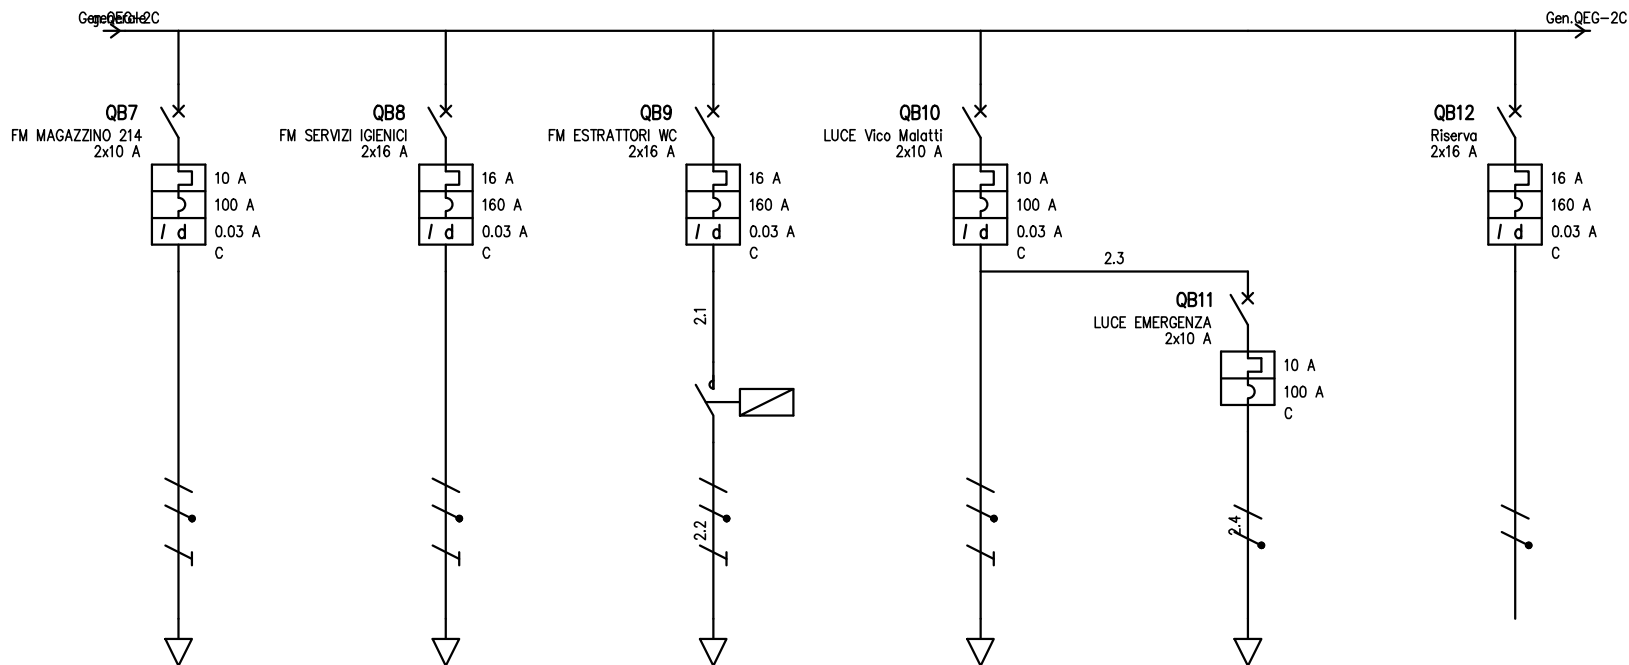 Gen.QEG-2C
Gen.QEG-2C
QB7
FM MAGAZZINO 214
2x10 A
10 A
100 A
I d
0.03 A
C
QB8
FM SERVIZI IGIENICI
2x16 A
16 A
160 A
I d
0.03 A
C
QB9
FM ESTRATTORI WC
2x16 A
16 A
160 A
I d
0.03 A
C
2.1
2.2
QB10
LUCE Vico Malatti
2x10 A
10 A
100 A
I d
0.03 A
C
2.3
QB11
LUCE EMERGENZA
2x10 A
10 A
100 A
C
2.4
QB12
Riserva
2x16 A
16 A
160 A
I d
0.03 A
C